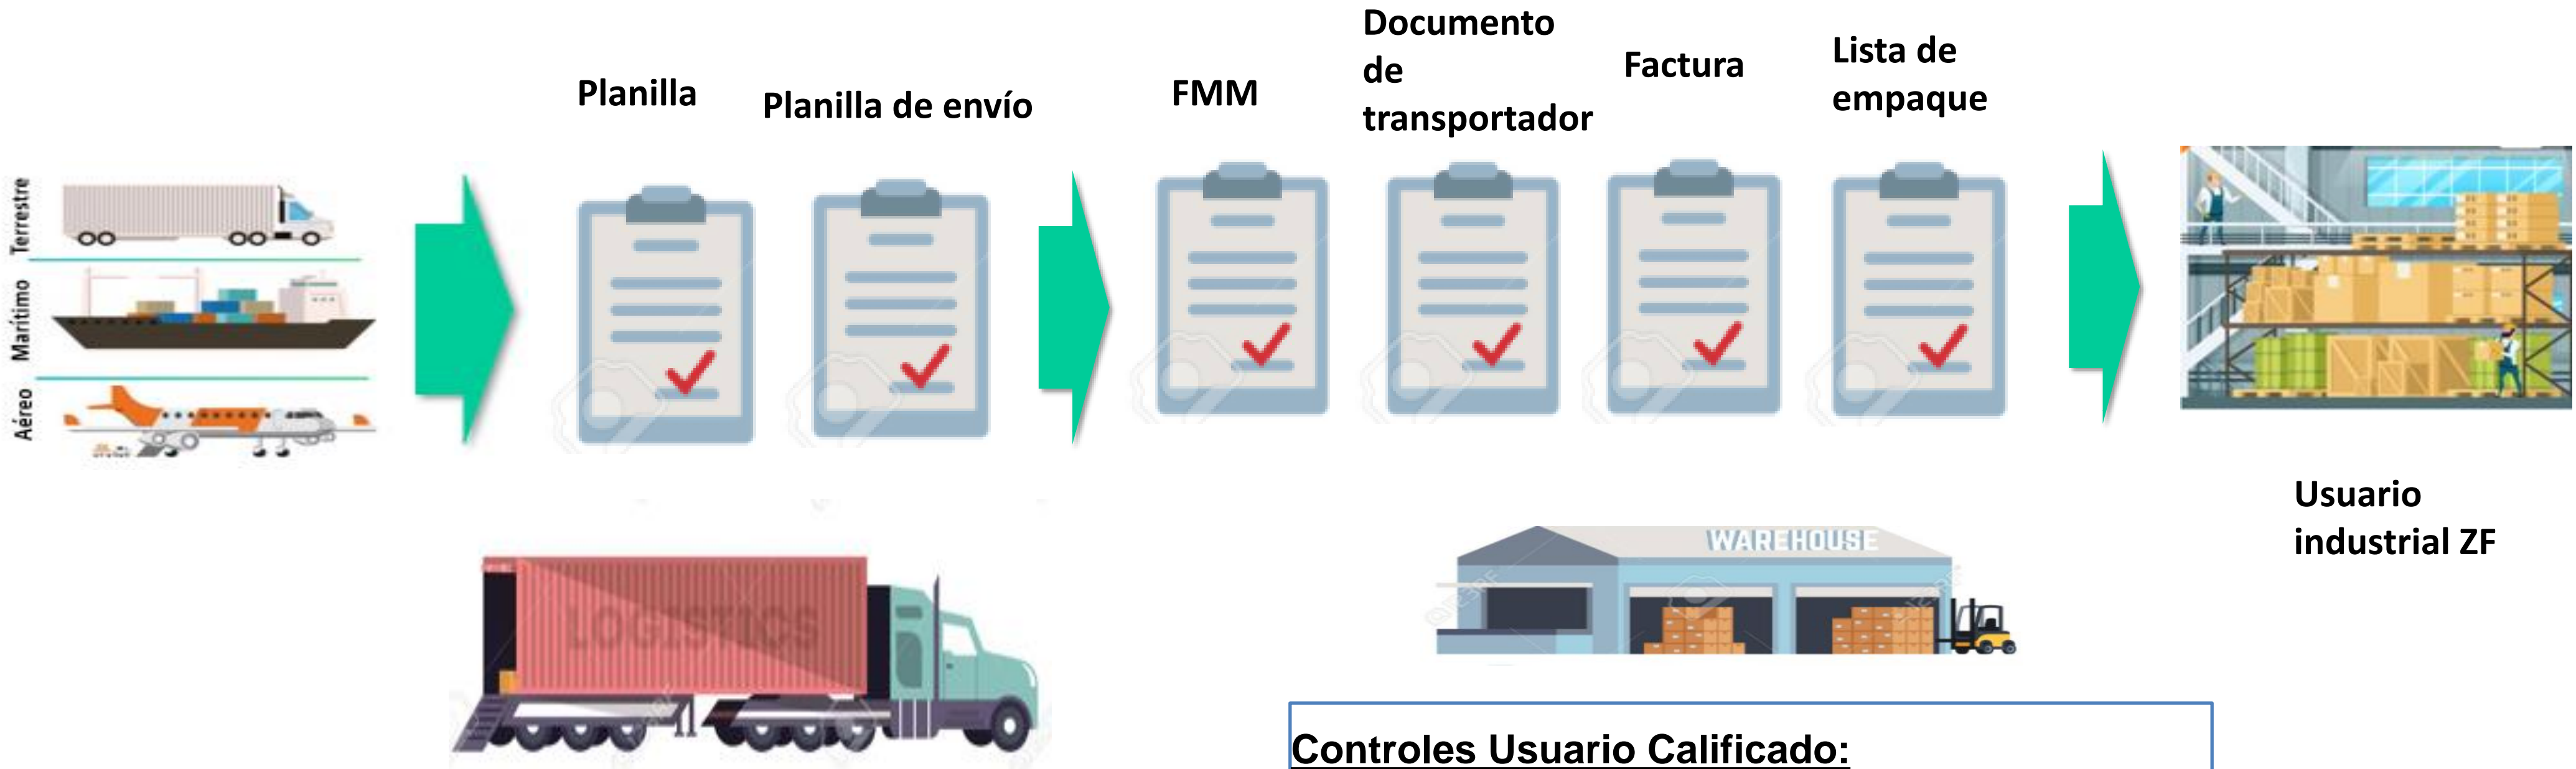 Terrestre
Marítimo
Aéreo
Planilla
Planilla de envío
FMM
Documento
de
transportador
Factura
Lista de
empaque
LOGISTICS
WAREHOUSE
Usuario
industrial ZF
Controles Usuario Calificado: